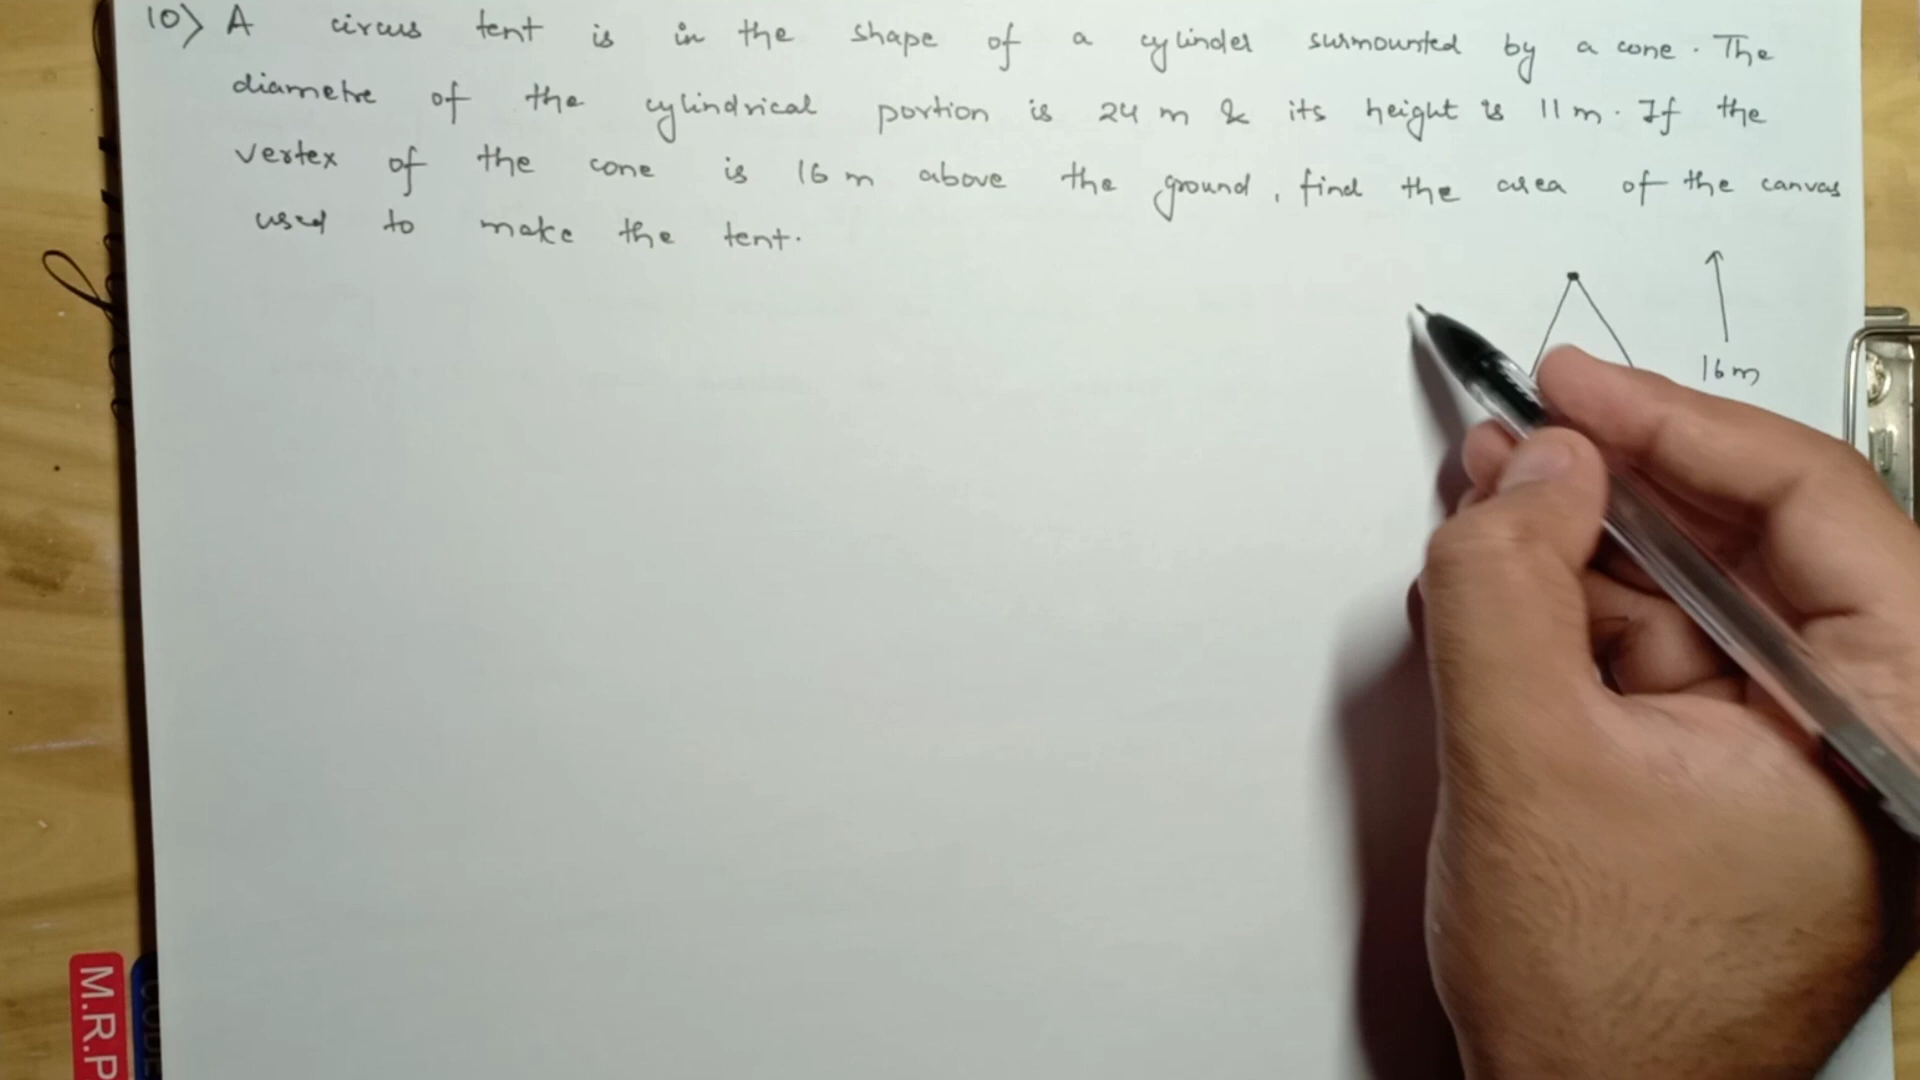 10) A circus tent is in the shape of a cylinder surmounted by a cone. The
diametre of the cylindrical portion is 24 m & its height is 11 m. If the
vertex of the cone is 16 m above the ground, find the area of the canvas
used to make the tent.
16 m
M.R.P
CODE